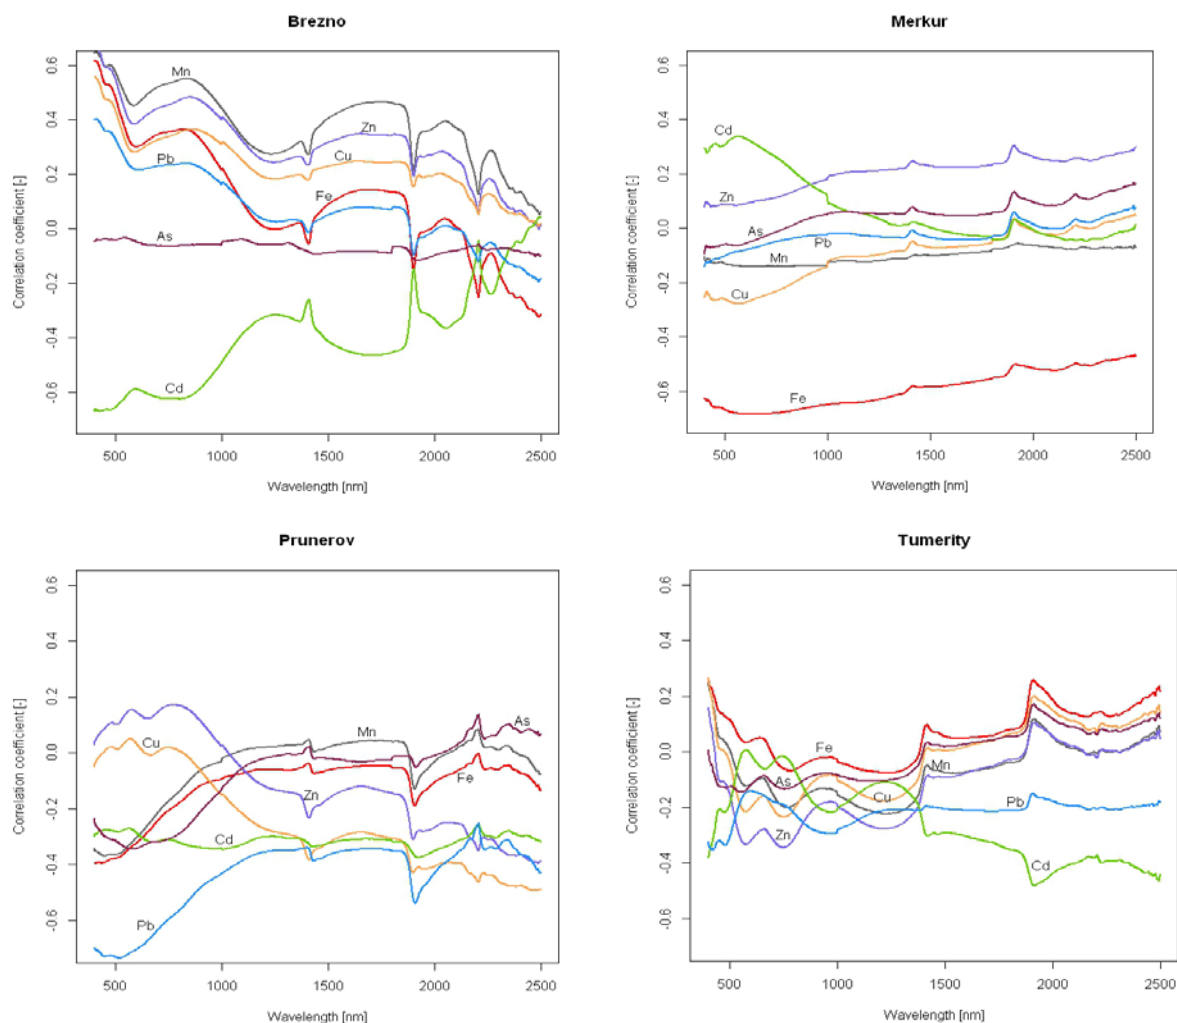 Brezno
Merkur
Correlation coefficient [-]
0.6
0.4
0.2
0.0
-0.2
-0.4
-0.6
Mn
Zn
Cu
Pb
Fe
As
Cd
500
1000
1500
2000
2500
Wavelength [nm]
Correlation coefficient [-]
0.6
0.4
0.2
0.0
-0.2
-0.4
-0.6
Cd
Zn
As
Pb
Mn
Cu
Fe
500
1000
1500
2000
2500
Wavelength [nm]
Prunerov
Tumerity
Correlation coefficient [-]
0.6
0.4
0.2
0.0
-0.2
-0.4
-0.6
As
Mn
Cu
Fe
Zn
Cd
Pb
500
1000
1500
2000
2500
Wavelength [nm]
Correlation coefficient [-]
0.6
0.4
0.2
0.0
-0.2
-0.4
-0.6
Fe
Mn
As
Cu
Pb
Zn
Cd
500
1000
1500
2000
2500
Wavelength [nm]